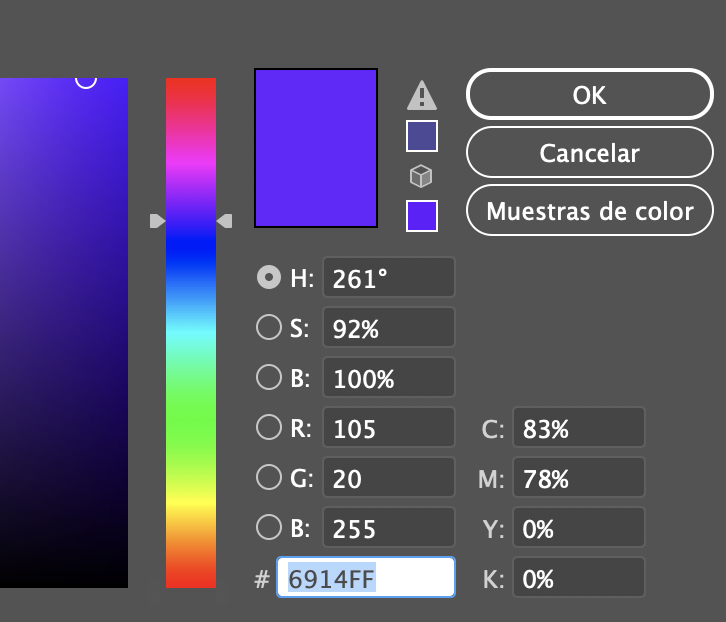 OK
Cancelar
Muestras de color
H: 261°
S: 92%
B: 100%
R: 105
C: 83%
G: 20
M: 78%
B: 255
Y: 0%
# 6914FF
K: 0%